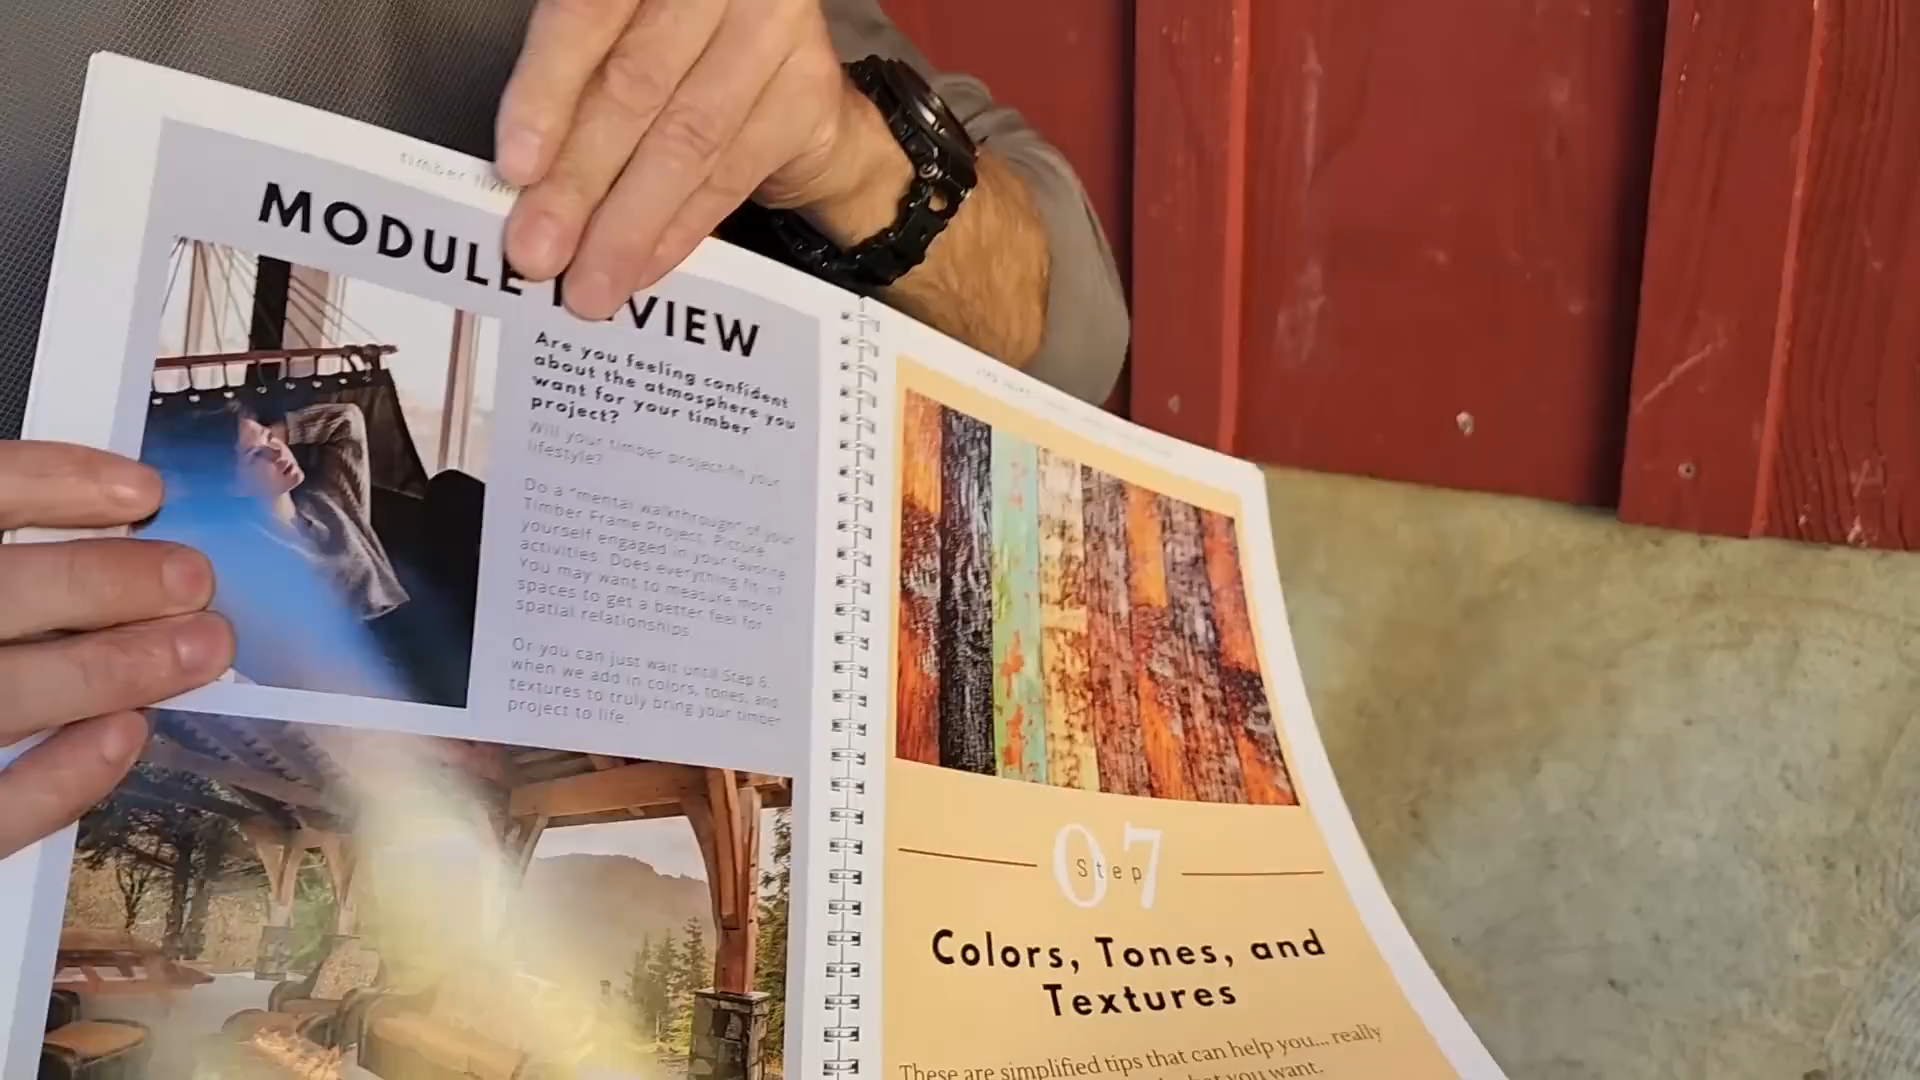 timber
MODULE VIEW
Are you feeling confident
about the atmosphere you
want for your timber
project?
Will your timber project fit your
lifestyle?
Do a "mental walkthrough" of your
Timber Frame Project. Picture
yourself engaged in your favorite
activities. Does everything fit in?
You may want to measure more
spaces to get a better feel for
spatial relationships.
Or you can just wait until Step 6,
when we add in colors, tones, and
textures to truly bring your timber
project to life.
07
Step
Colors, Tones, and
Textures
These are simplified tips that can help you... really
you want.